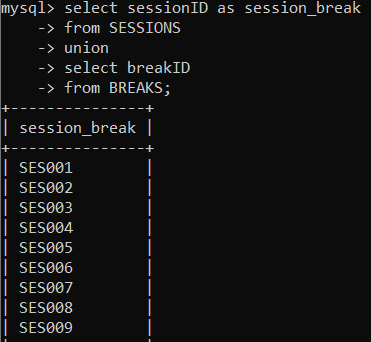 mysql> select sessionID as session_break
    -> from SESSIONS
    -> union
    -> select breakID
    -> from BREAKS;
+---------------+
| session_break |
+---------------+
| SES001        |
| SES002        |
| SES003        |
| SES004        |
| SES005        |
| SES006        |
| SES007        |
| SES008        |
| SES009        |